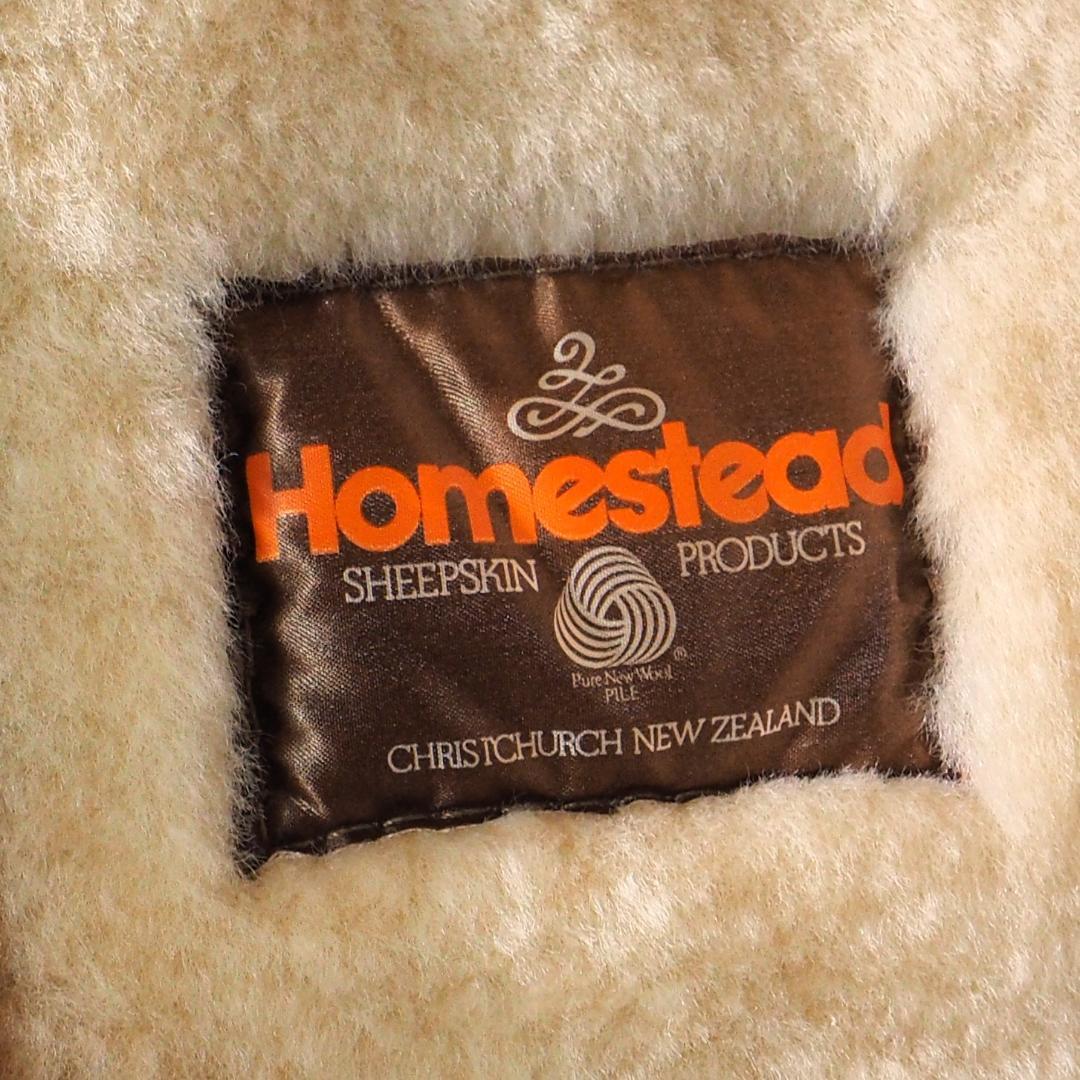 Homestead
SHEEPSKIN PRODUCTS
®
Pure New Wool
PILE
CHRISTCHURCH NEW ZEALAND